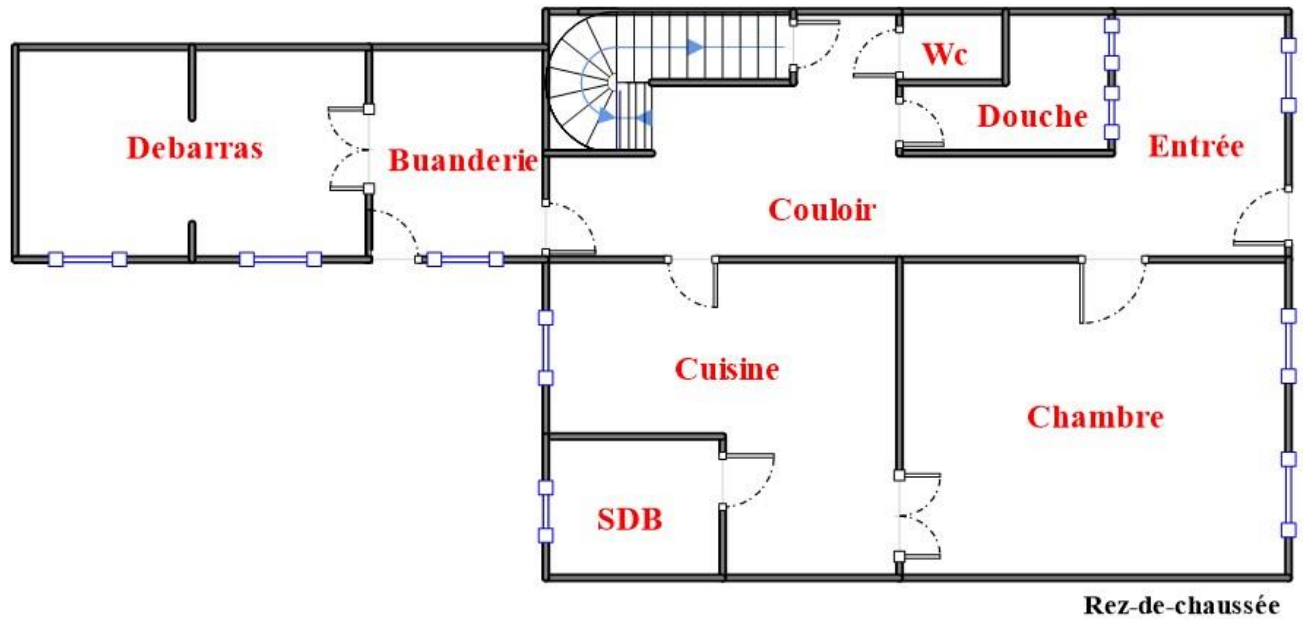 Wc
Douche
Debarras
Buanderie
Entrée
Couloir
Cuisine
Chambre
SDB
Rez-de-chaussée